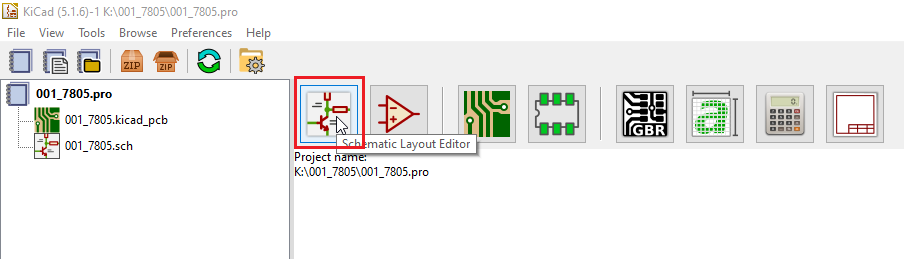 KiCad (5.1.6)-1 K:\001_7805\001_7805.pro
File View Tools Browse Preferences Help
ZIP ZIP
001_7805.pro
001_7805.kicad_pcb
001_7805.sch
GBR
a
0.
Schematic Layout Editor
Project name:
K:\001_7805\001_7805.pro